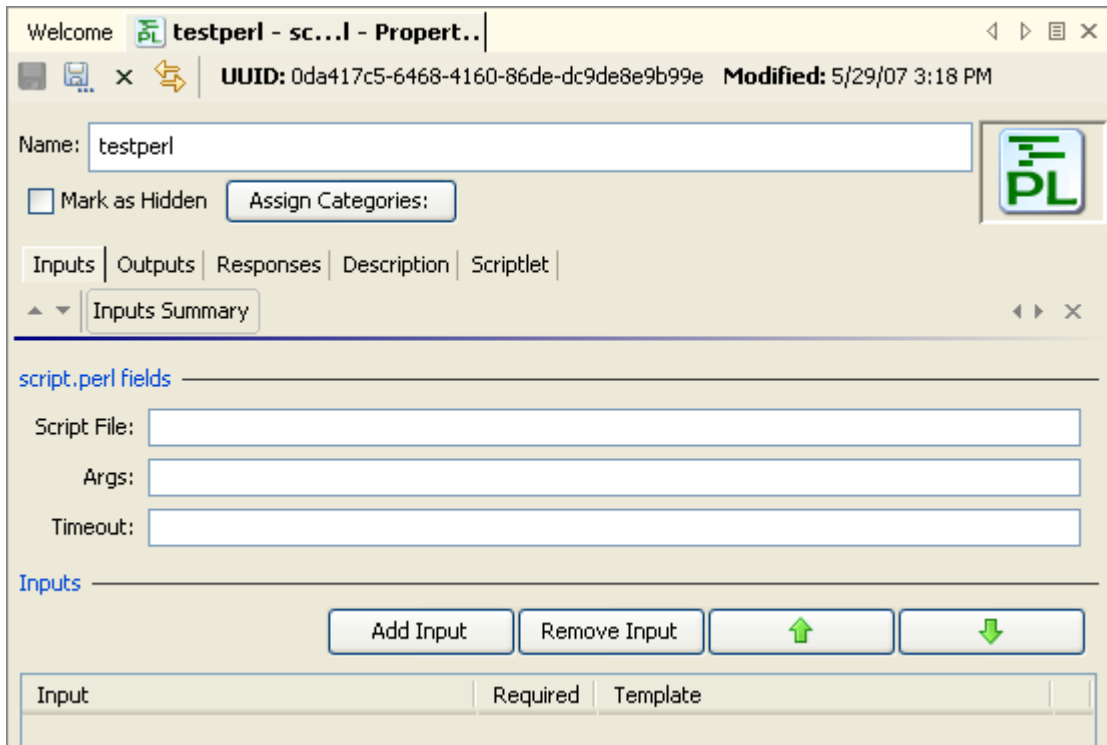 Welcome testperl - sc...l - Propert..
UUID: 0da417c5-6468-4160-86de-dc9de8e9b99e Modified: 5/29/07 3:18 PM
Name: testperl
PL
Mark as Hidden Assign Categories:
Inputs Outputs Responses Description Scriptlet
Inputs Summary
script.perl fields
Script File:
Args:
Timeout:
Inputs
Add Input Remove Input
Input Required Template